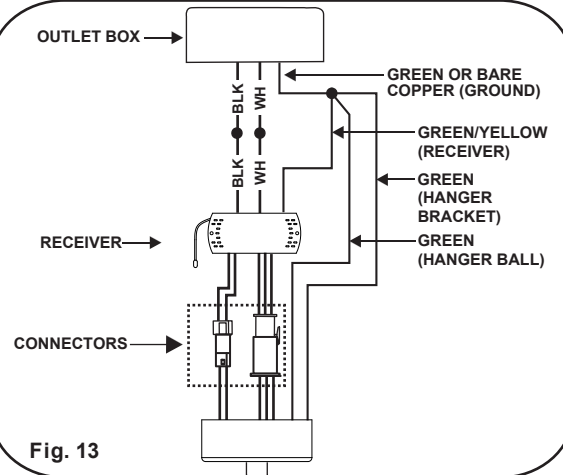 OUTLET BOX
GREEN OR BARE
COPPER (GROUND)
BLK
WH
GREEN/YELLOW
(RECEIVER)
BLK
WH
GREEN
(HANGER
BRACKET)
RECEIVER
GREEN
(HANGER BALL)
CONNECTORS
Fig. 13